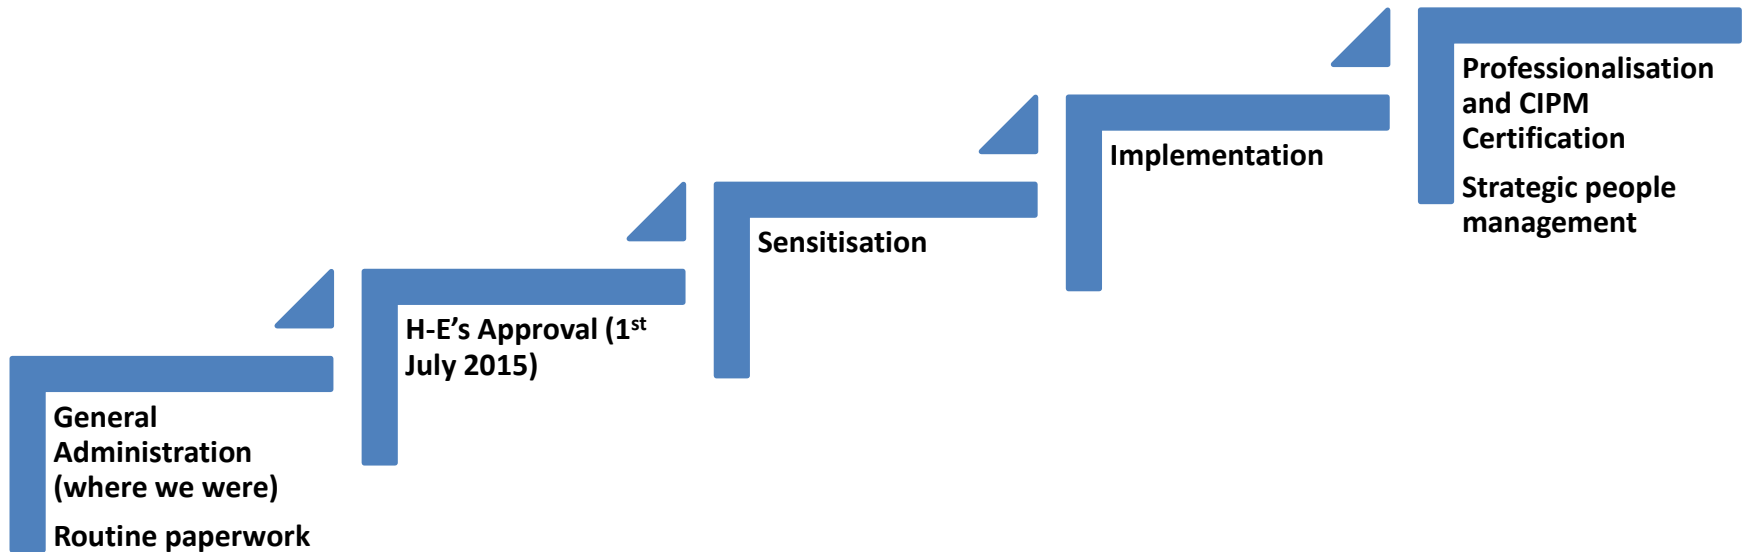 General
Administration
(where we were)
Routine paperwork
H-E’s Approval (1st
July 2015)
Sensitisation
Implementation
Professionalisation
and CIPM
Certification
Strategic people
management